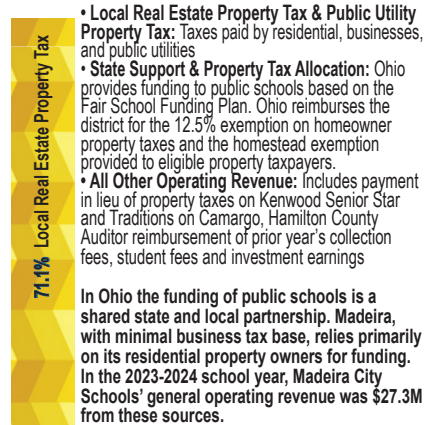 71.1% Local Real Estate Property Tax
• Local Real Estate Property Tax & Public Utility
Property Tax: Taxes paid by residential, businesses,
and public utilities
• State Support & Property Tax Allocation: Ohio
provides funding to public schools based on the
Fair School Funding Plan. Ohio reimburses the
district for the 12.5% exemption on homeowner
property taxes and the homestead exemption
provided to eligible property taxpayers.
• All Other Operating Revenue: Includes payment
in lieu of property taxes on Kenwood Senior Star
and Traditions on Camargo, Hamilton County
Auditor reimbursement of prior year's collection
fees, student fees and investment earnings
In Ohio the funding of public schools is a
shared state and local partnership. Madeira,
with minimal business tax base, relies primarily
on its residential property owners for funding.
In the 2023-2024 school year, Madeira City
Schools' general operating revenue was $27.3M
from these sources.